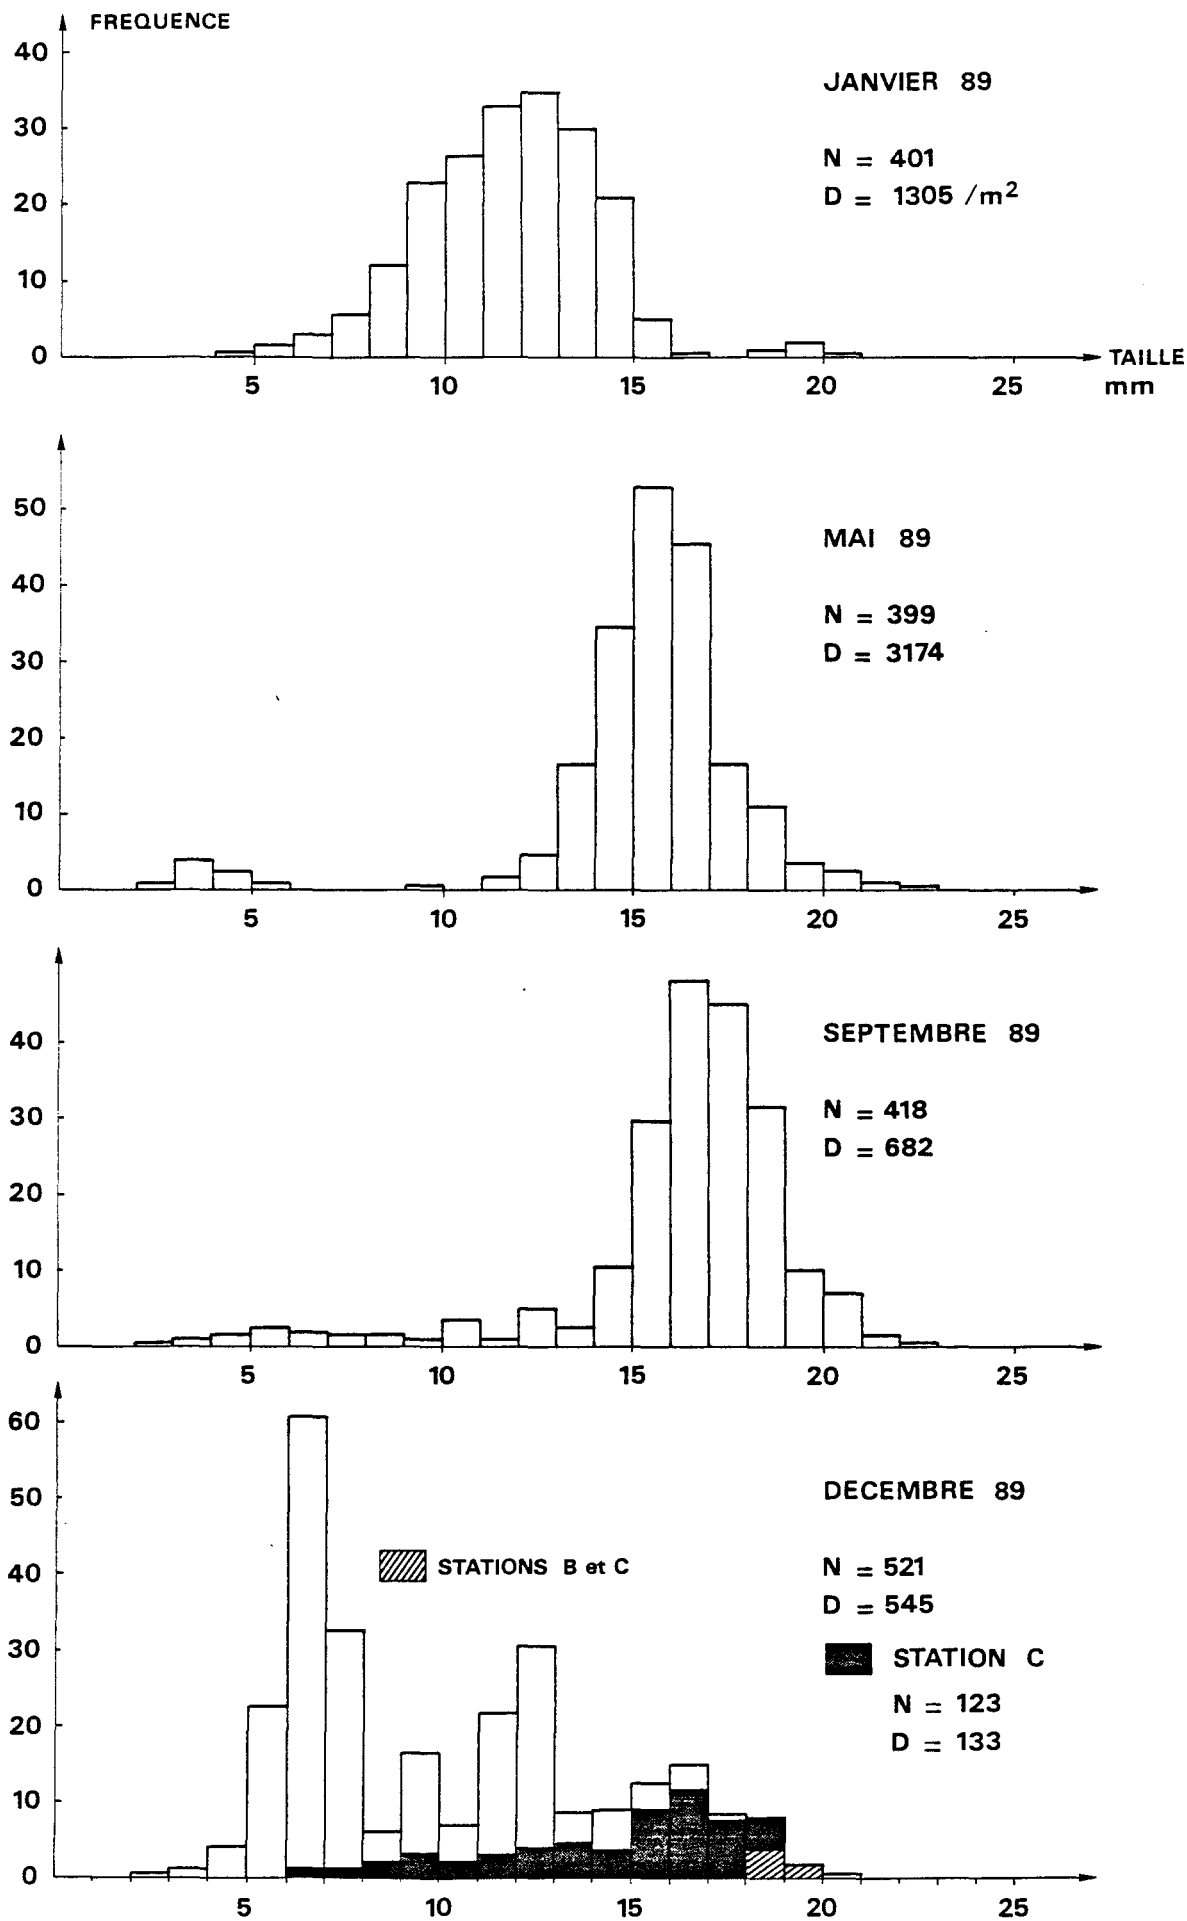 FREQUENCE
40
30
20
10
0
JANVIER 89
N = 401
D = 1305 /m²
5 10 15 20 25
TAILLE
mm
50
40
30
20
10
0
MAI 89
N = 399
D = 3174
5 10 15 20 25
40
30
20
10
0
SEPTEMBRE 89
N = 418
D = 682
5 10 15 20 25
60
50
40
30
20
10
0
STATIONS B et C
DECEMBRE 89
N = 521
D = 545
STATION C
N = 123
D = 133
5 10 15 20 25